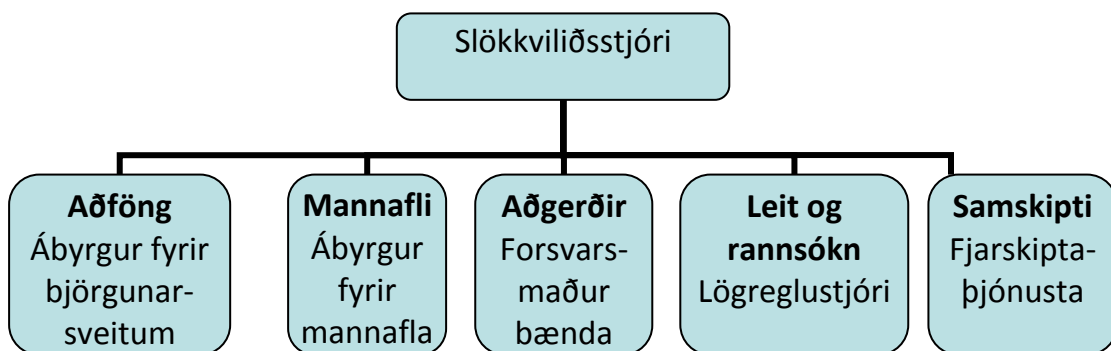 Slökkviliðsstjóri
Aðföng
Ábyrgur fyrir
björgunar-
sveitum
Mannafli
Ábyrgur
fyrir
mannafla
Aðgerðir
Forsvars-
maður
bænda
Leit og
rannsókn
Lögreglustjóri
Samskipti
Fjarskipta-
þjónusta